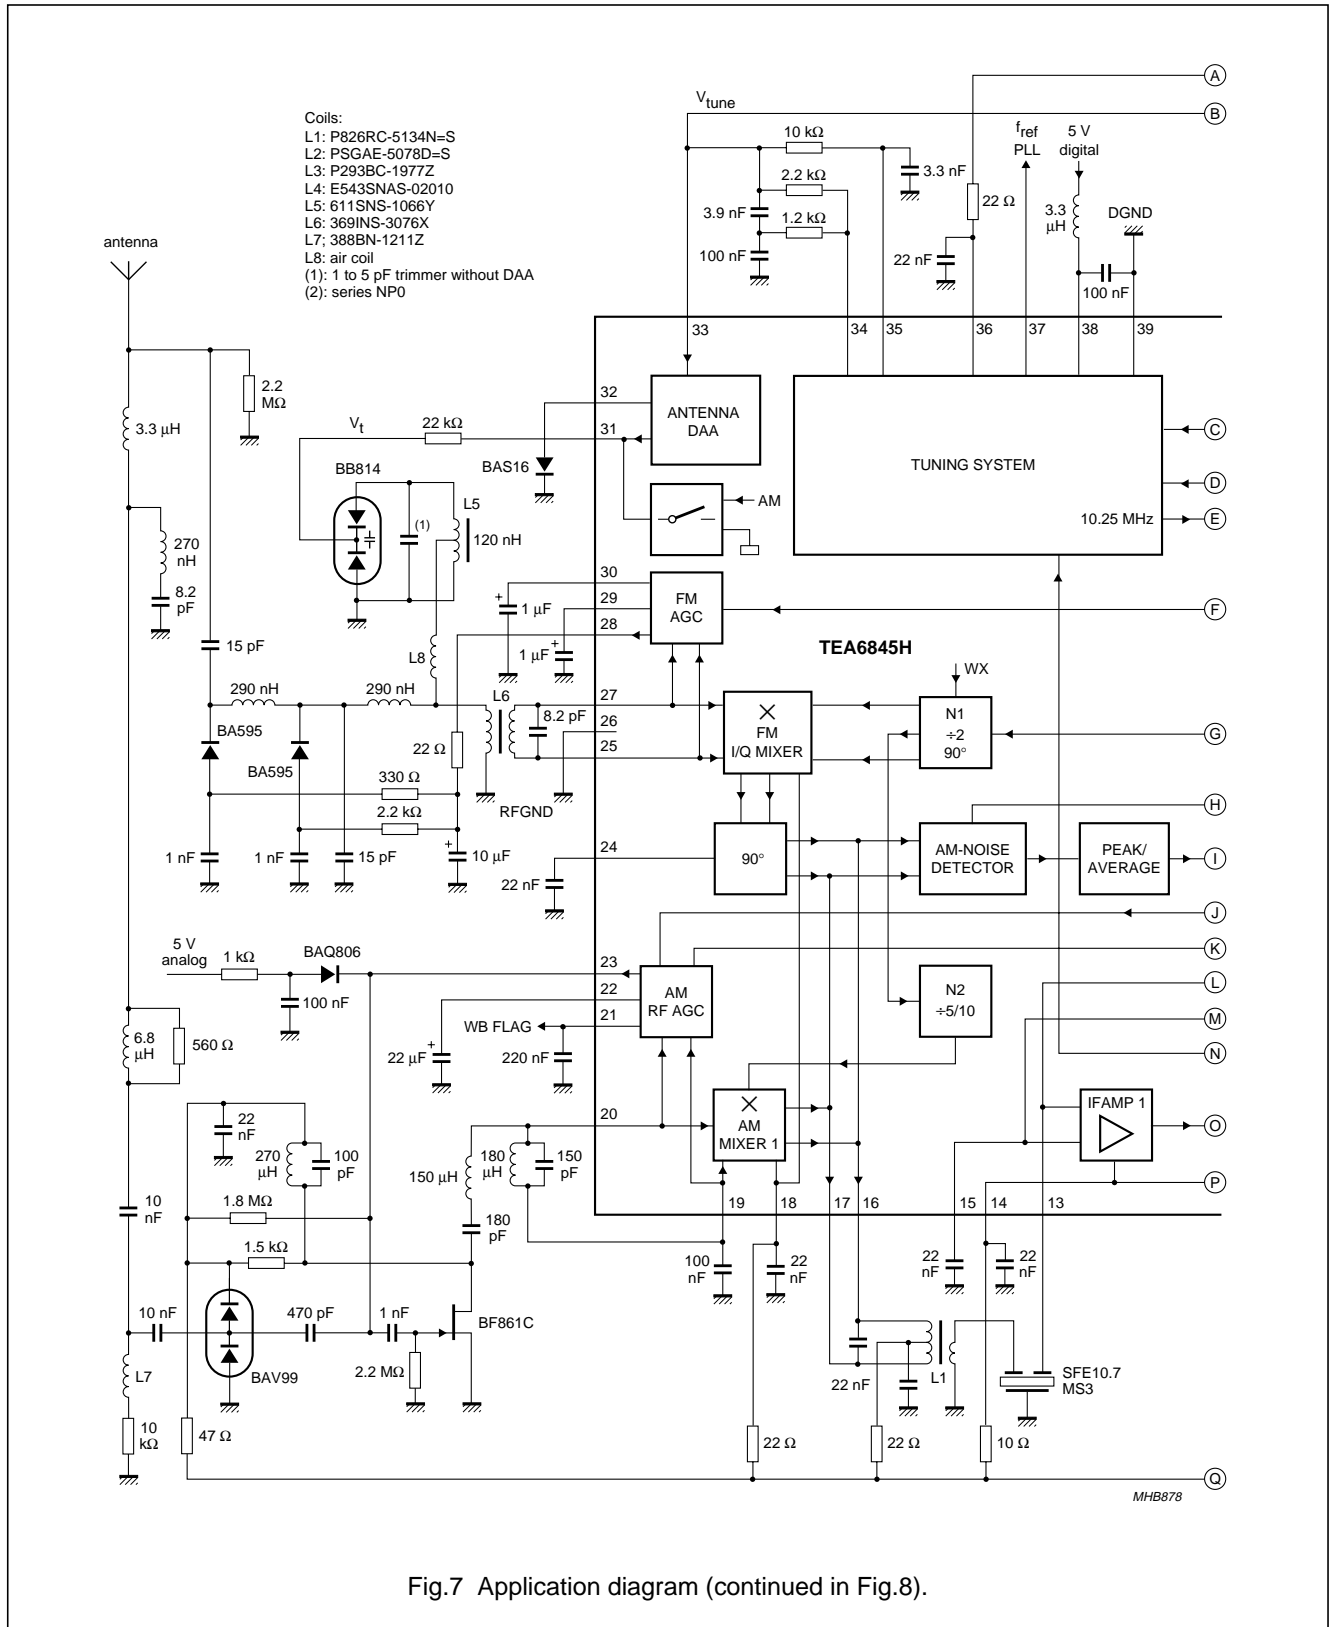 Coils:
L1: P826RC-5134N=S
L2: PSGAE-5078D=S
L3: P293BC-1977Z
L4: E543SNAS-02010
L5: 611SNS-1066Y
L6: 369INS-3076X
L7; 388BN-1211Z
L8: air coil
(1): 1 to 5 pF trimmer without DAA
(2): series NP0
antenna
Vtune
A
B
10 kΩ
3.3 nF
2.2 kΩ
3.9 nF
1.2 kΩ
100 nF
22 Ω
22 nF
fref
PLL
5 V
digital
3.3
μH
DGND
100 nF
33
34
35
36
37
38
39
2.2
MΩ
3.3 μH
270
nH
8.2
pF
15 pF
Vt
22 kΩ
BB814
(1)
L5
120 nH
BAS16
32
31
ANTENNA
DAA
AM
TUNING SYSTEM
10.25 MHz
C
D
E
30
29
28
1 μF
+
1 μF
+
FM
AGC
F
TEA6845H
L8
290 nH
290 nH
L6
8.2 pF
27
26
25
FM
I/Q MIXER
WX
N1
÷2
90°
G
BA595
BA595
22 Ω
330 Ω
2.2 kΩ
RFGND
1 nF
1 nF
15 pF
+
10 μF
24
22 nF
90°
AM-NOISE
DETECTOR
PEAK/
AVERAGE
H
I
J
K
L
M
N
5 V
analog
1 kΩ
BAQ806
100 nF
23
22
21
AM
RF AGC
WB FLAG
22 μF
+
220 nF
N2
÷5/10
6.8
μH
560 Ω
22
nF
270
μH
100
pF
150 μH
180
μH
150
pF
20
AM
MIXER 1
IFAMP 1
O
P
10
nF
1.8 MΩ
1.5 kΩ
180
pF
19
18
17
16
15
14
13
100
nF
22
nF
22
nF
22
nF
10 nF
470 pF
1 nF
BF861C
BAV99
2.2 MΩ
L7
10
kΩ
47 Ω
22 nF
L1
SFE10.7
MS3
22 Ω
22 Ω
10 Ω
Q
MHB878
Fig.7 Application diagram (continued in Fig.8).